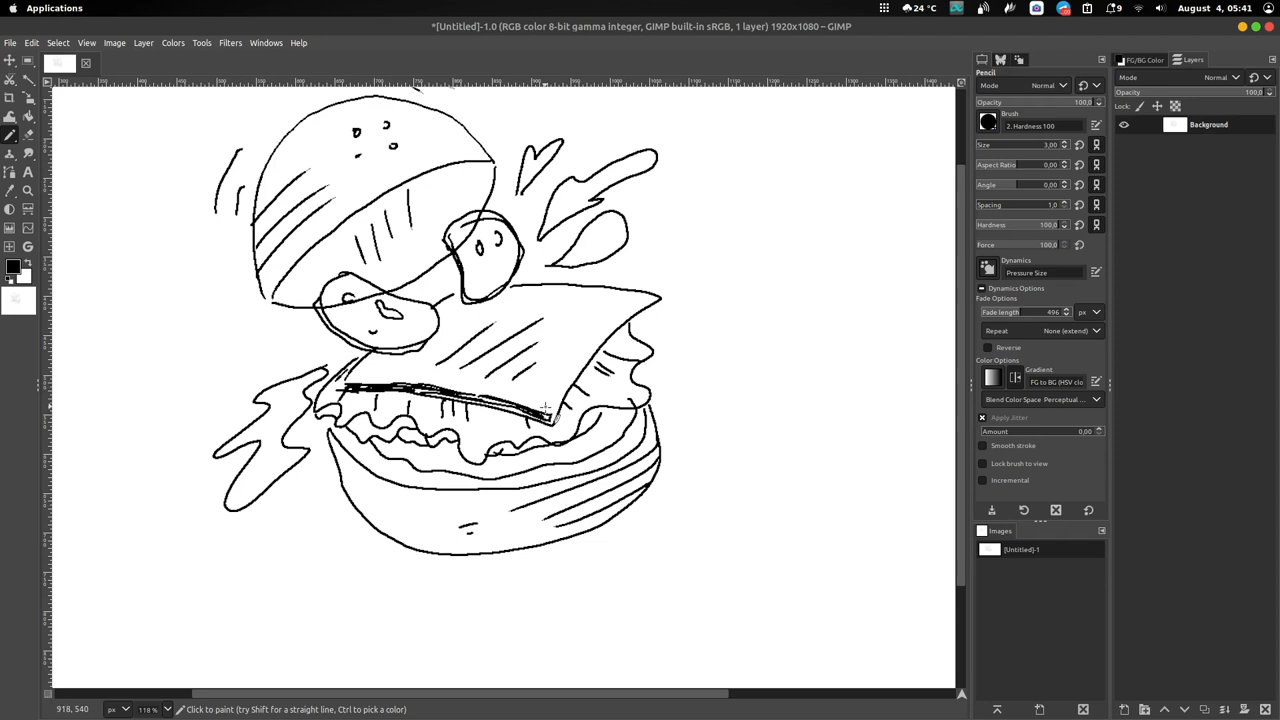 Applications
24 °C
August 4, 05:41
*[Untitled]-1.0 (RGB color 8-bit gamma integer, GIMP built-in sRGB, 1 layer) 1920x1080 – GIMP
File Edit Select View Image Layer Colors Tools Filters Windows Help
Pencil
Mode Normal
Opacity 100,0
Brush
2. Hardness 100
Size 3,00
Aspect Ratio 0,00
Angle 0,00
Spacing 1,0
Hardness 100,0
Force 100,0
Dynamics
Pressure Size
Dynamics Options
Fade Options
Fade length 496 px
Repeat None (extend)
Reverse
Color Options
Gradient
FG to BG (HSV clo
Blend Color Space Perceptual
Apply Jitter
Amount 0,00
Smooth stroke
Lock brush to view
Incremental
Images
[Untitled]-1
FG/BG Color Layers
Mode Normal
Opacity 100,0
Lock:
Background
918, 540 px 118 % Click to paint (try Shift for a straight line, Ctrl to pick a color)